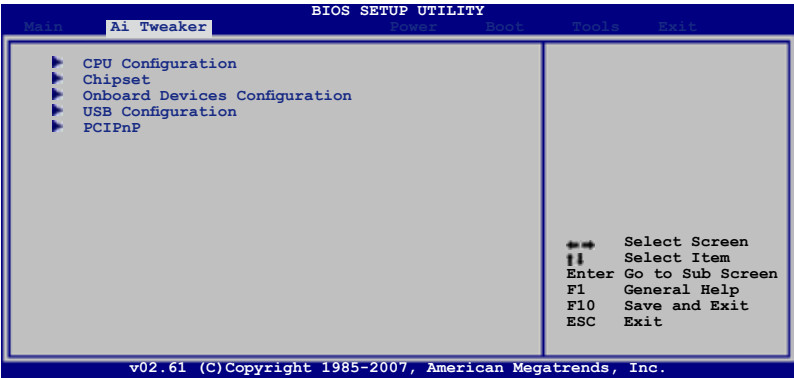 BIOS SETUP UTILITY
Main Ai Tweaker Power Boot Tools Exit
CPU Configuration
Chipset
Onboard Devices Configuration
USB Configuration
PCIPnP
Select Screen
Select Item
Enter Go to Sub Screen
F1 General Help
F10 Save and Exit
ESC Exit
v02.61 (C)Copyright 1985-2007, American Megatrends, Inc.